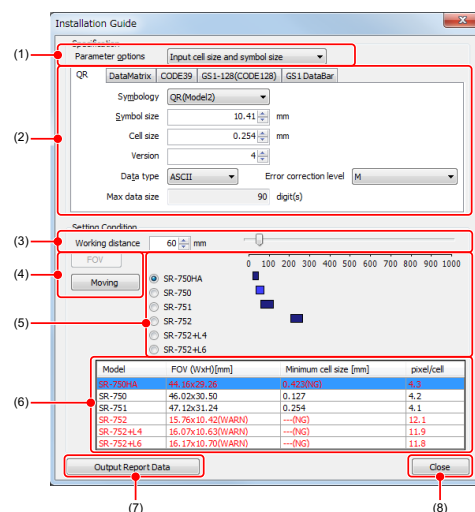 Installation Guide
Specification
(1)
Parameter options Input cell size and symbol size
QR DataMatrix CODE39 GS1-128(CODE128) GS1 DataBar
Symbology QR(Model2)
Symbol size 10.41 mm
Cell size 0.254 mm
(2)
Version 4
Data type ASCII Error correction level M
Max data size 90 digit(s)
Setting Condition
(3)
Working distance 60 mm
(4)
FOV
0 100 200 300 400 500 600 700 800 900 1000
Moving
SR-750HA
SR-750
(5)
SR-751
SR-752
SR-752+L4
SR-752+L6
Model FOV (WxH)[mm] Minimum cell size [mm] pixel/cell
SR-750HA 44.16x29.26 0.423(NG) 4.3
SR-750 46.02x30.50 0.127 4.2
(6)
SR-751 47.12x31.24 0.254 4.1
SR-752 15.76x10.42(WARN) ---(NG) 12.1
SR-752+L4 16.07x10.63(WARN) ---(NG) 11.9
SR-752+L6 16.17x10.70(WARN) ---(NG) 11.8
Output Report Data Close
(7) (8)